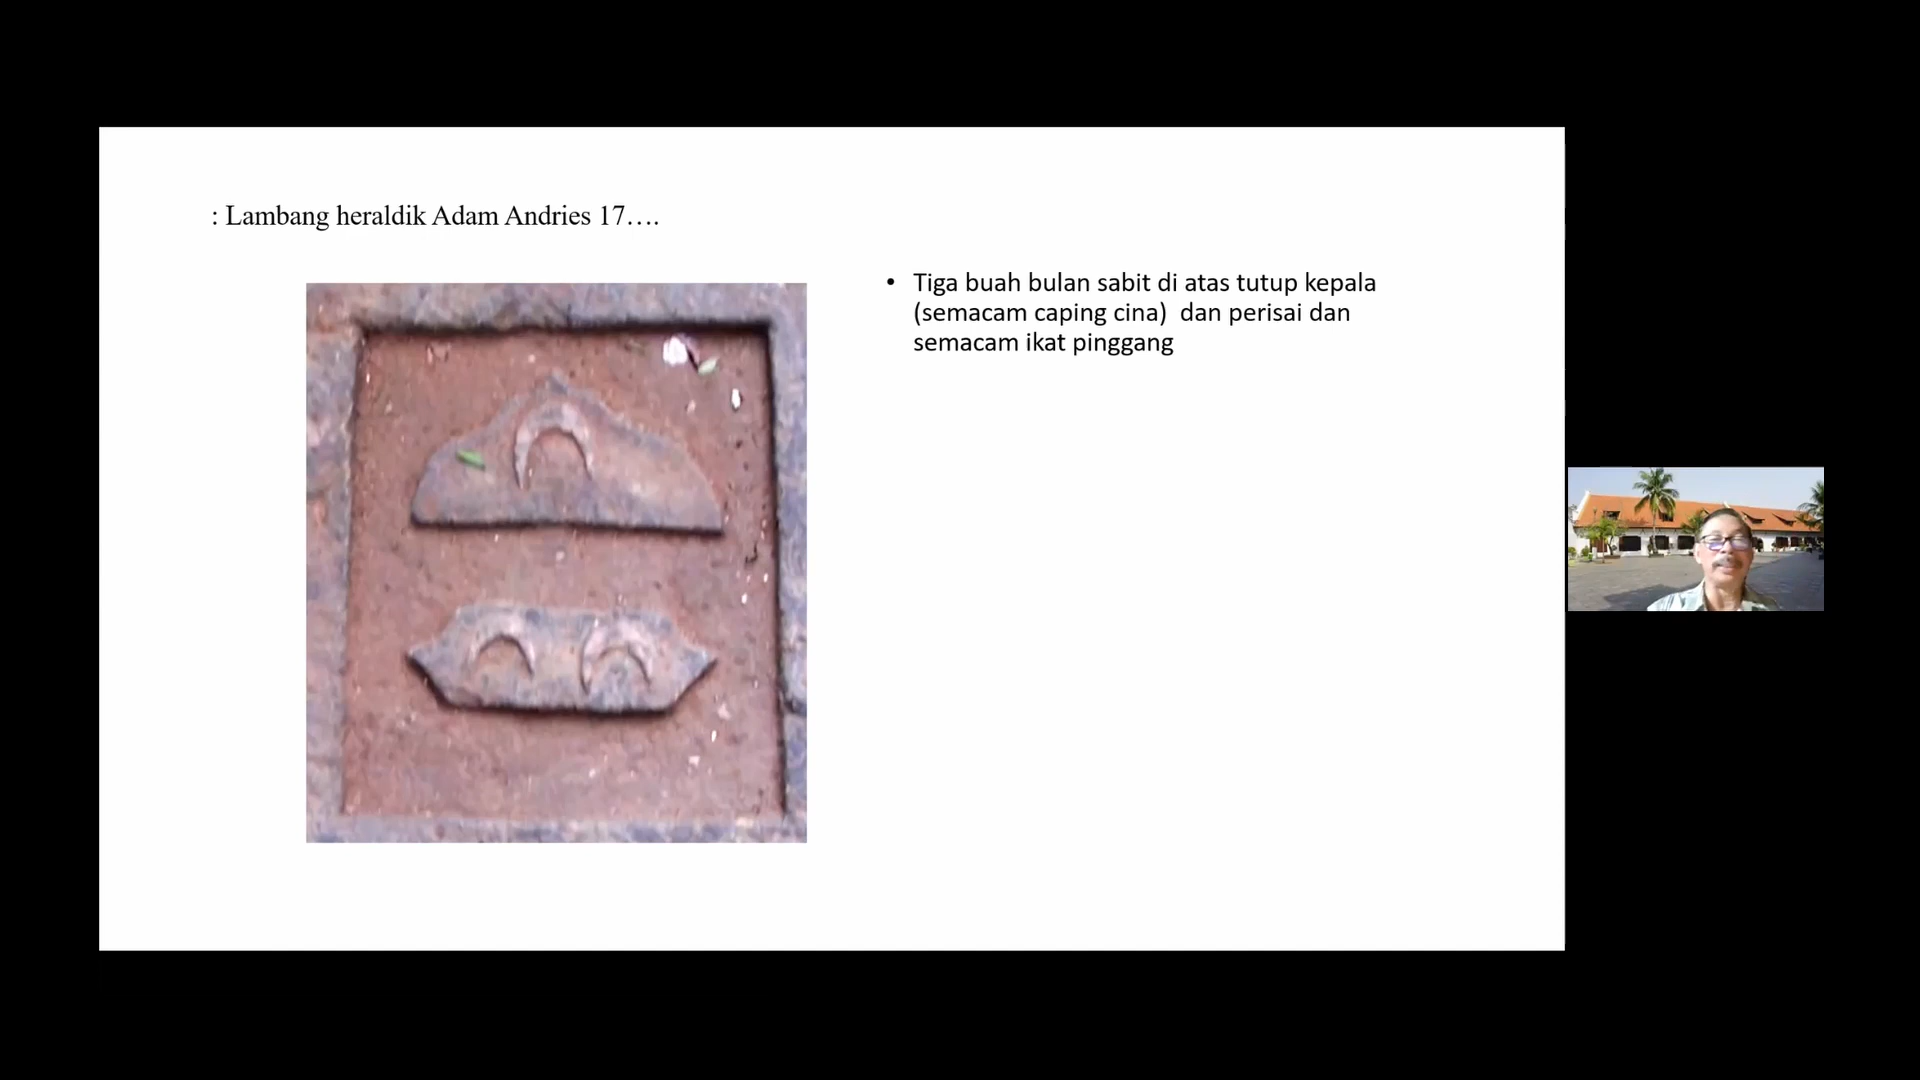 : Lambang heraldik Adam Andries 17….
• Tiga buah bulan sabit di atas tutup kepala
(semacam caping cina)  dan perisai dan
semacam ikat pinggang